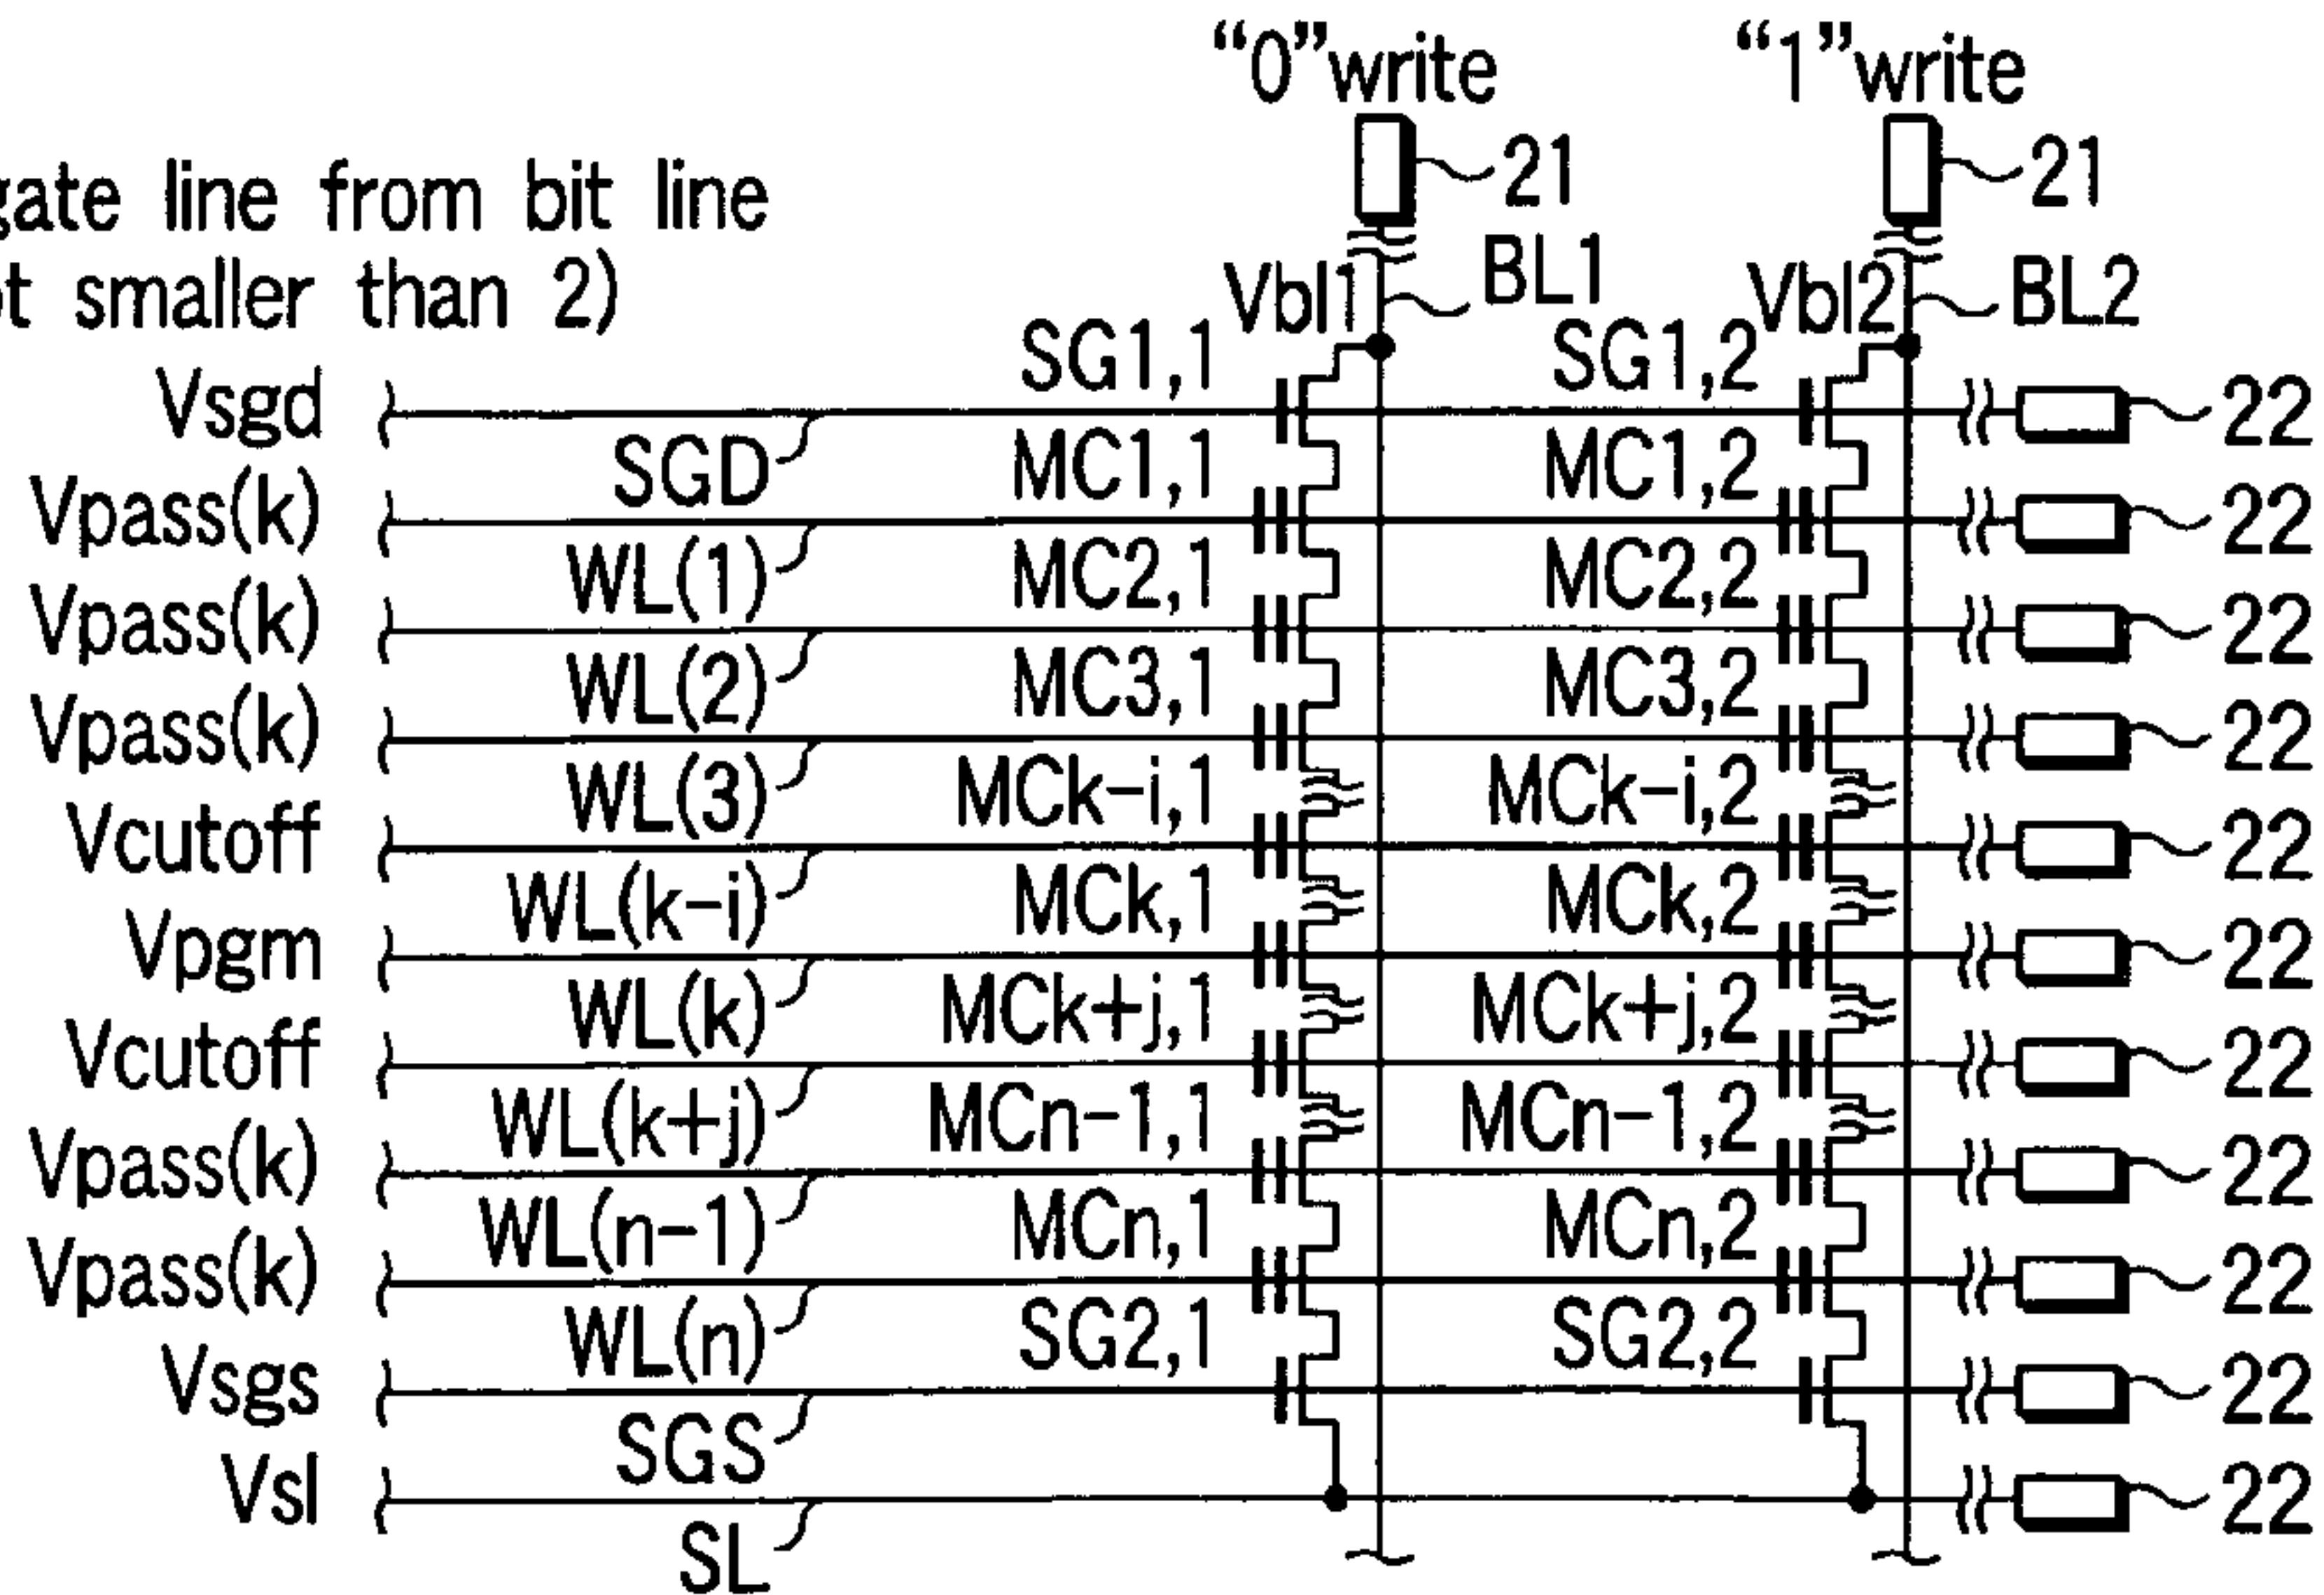 “0”write “1”write
21 21
gate line from bit line
BL1 BL2
smaller than 2)
Vbl1 Vbl2
SG1,1 SG1,2
Vsgd 22
SGD MC1,1 MC1,2
Vpass(k) 22
WL(1) MC2,1 MC2,2
Vpass(k) 22
WL(2) MC3,1 MC3,2
Vpass(k) 22
WL(3) MCk-i,1 MCk-i,2
Vcutoff 22
WL(k-i) MCk,1 MCk,2
Vpgm 22
WL(k) MCk+j,1 MCk+j,2
Vcutoff 22
WL(k+j) MCn-1,1 MCn-1,2
Vpass(k) 22
WL(n-1) MCn,1 MCn,2
Vpass(k) 22
WL(n) SG2,1 SG2,2
Vsgs 22
SGS
Vsl 22
SL